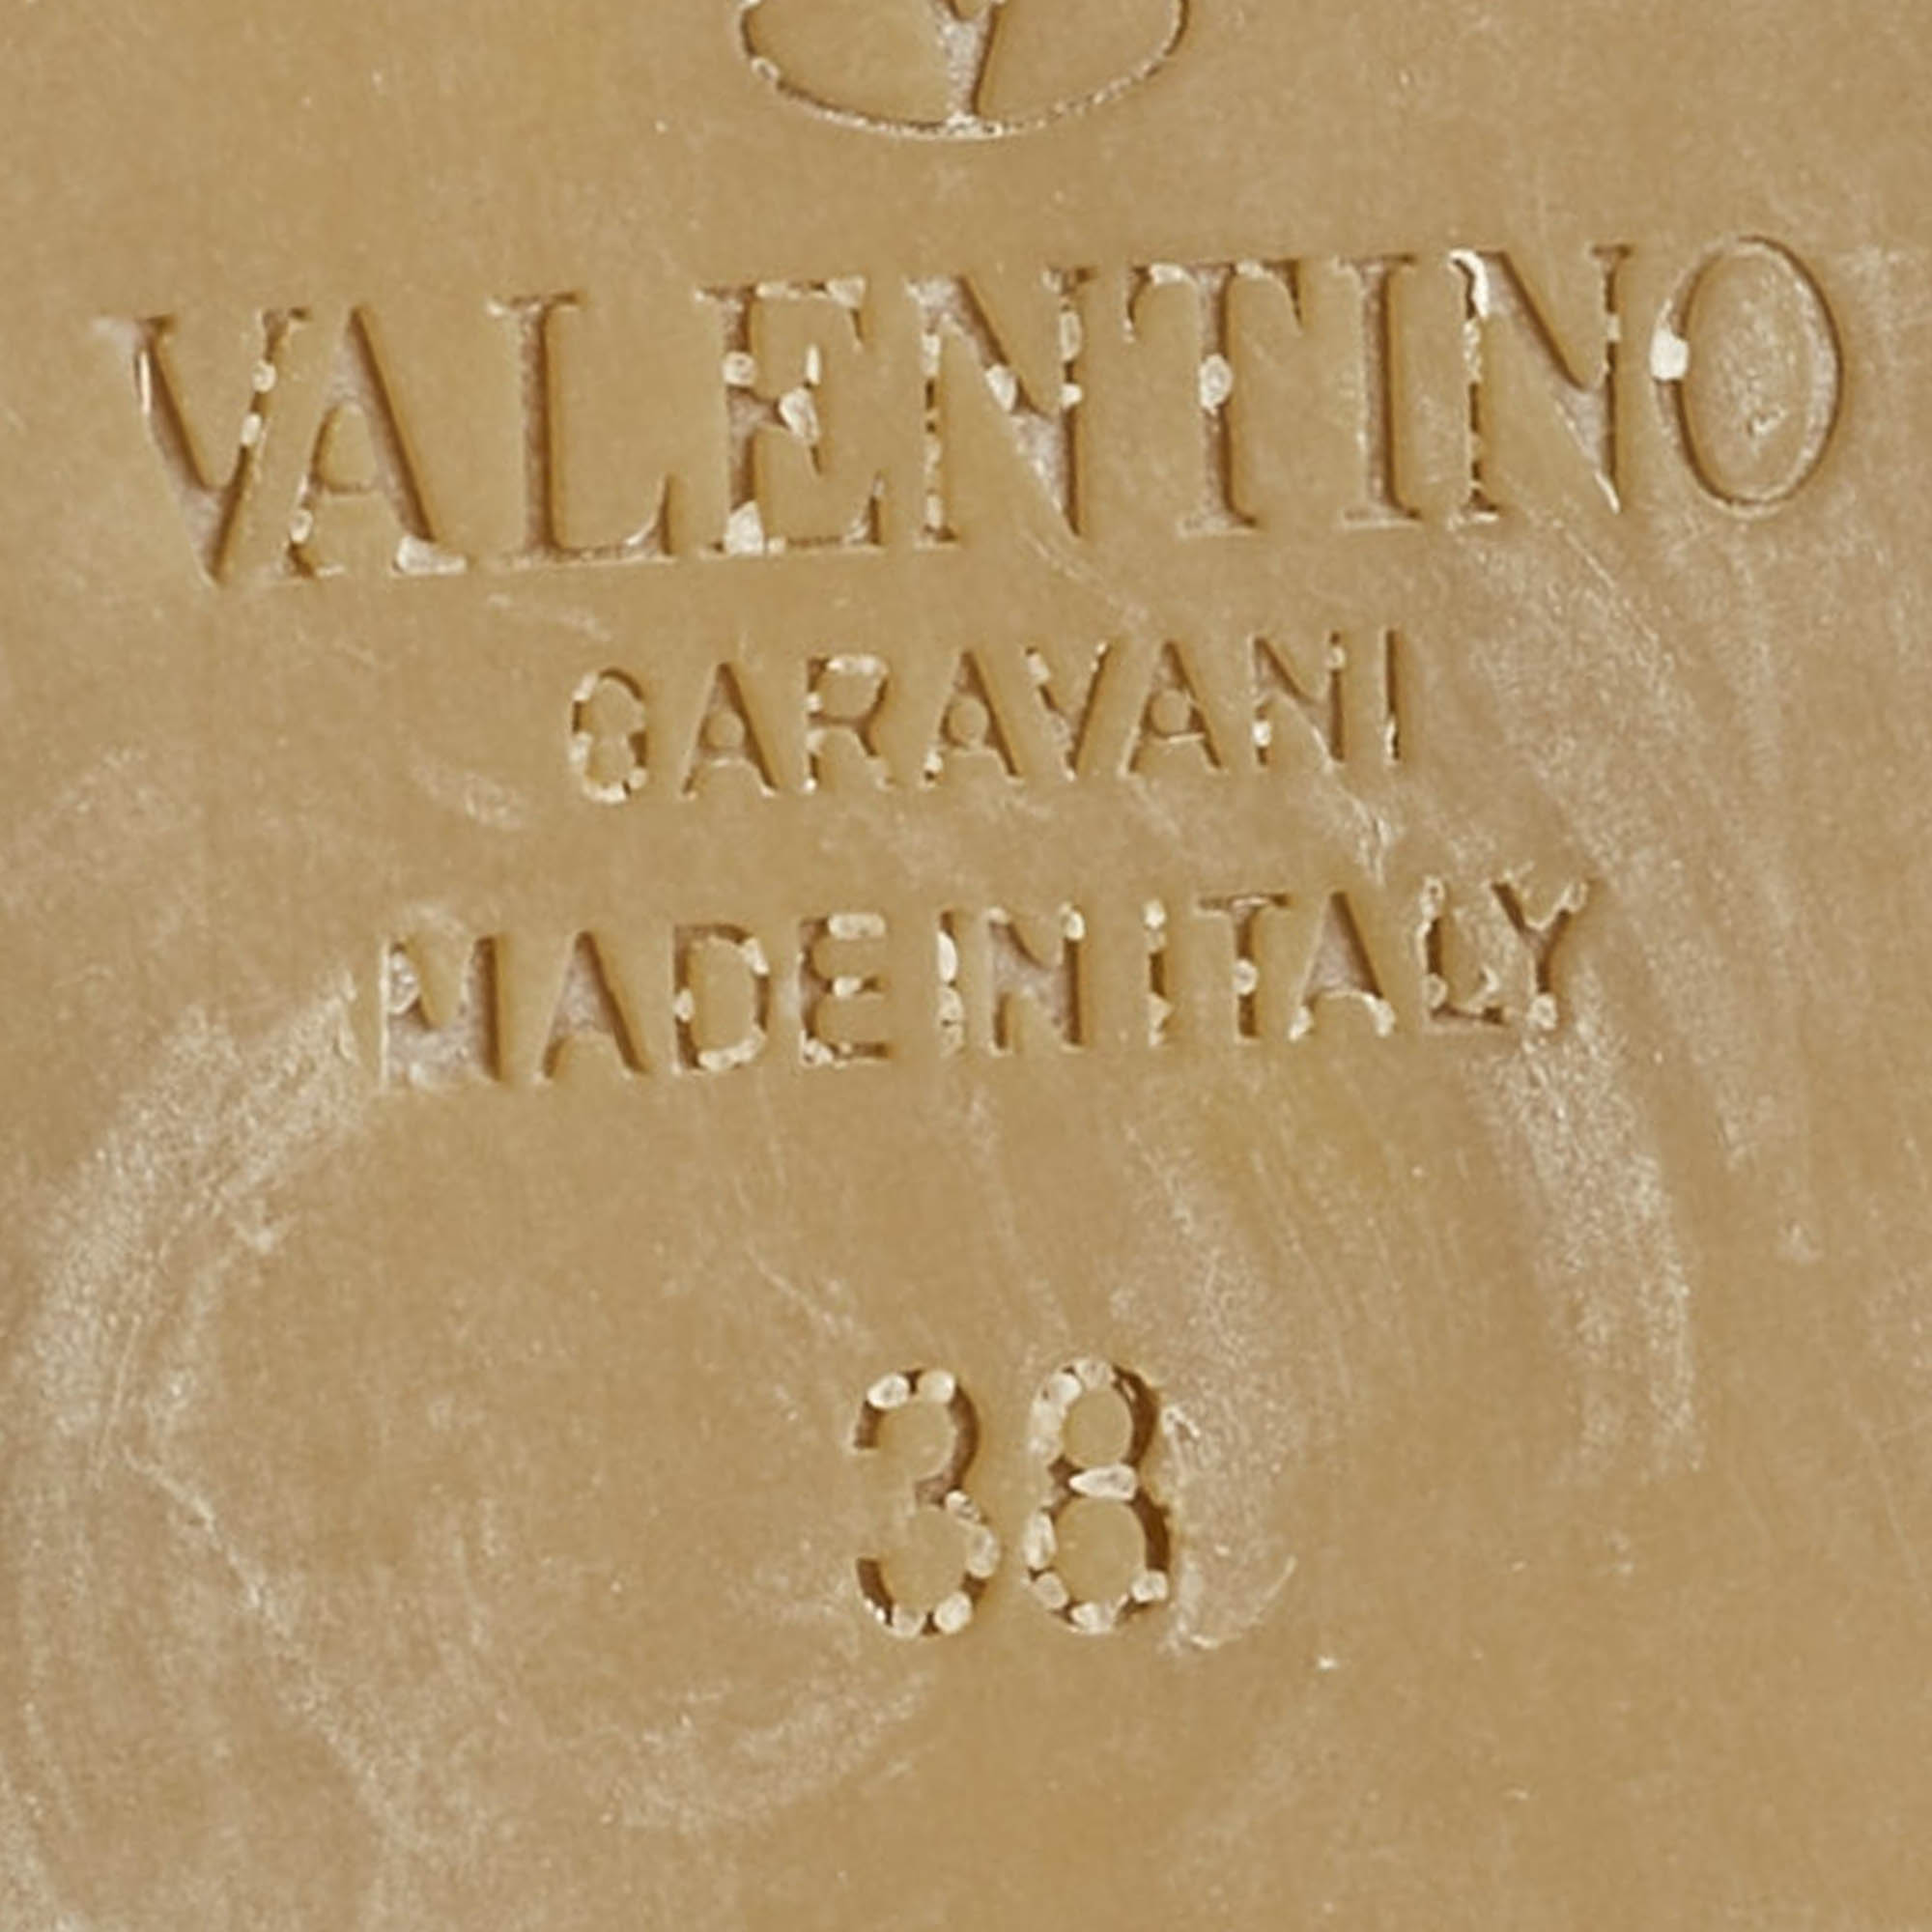 VALENTINO
GARAVANI
MADE IN ITALY
38